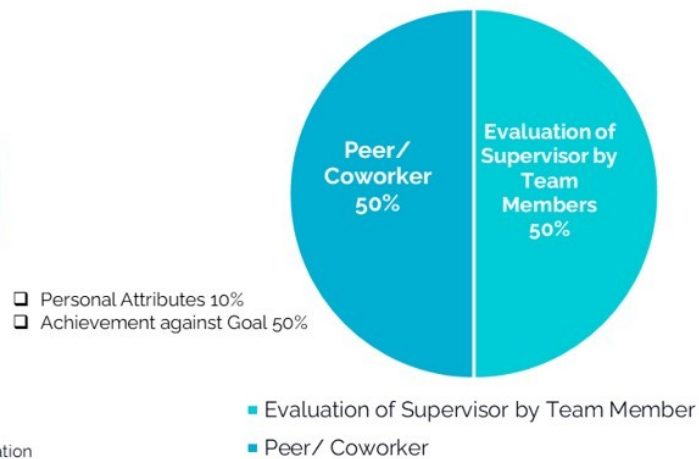 Peer/
Coworker
50%
Evaluation of
Supervisor by
Team
Members
50%
❑ Personal Attributes 10%
❑ Achievement against Goal 50%
Evaluation of Supervisor by Team Member
Peer/ Coworker